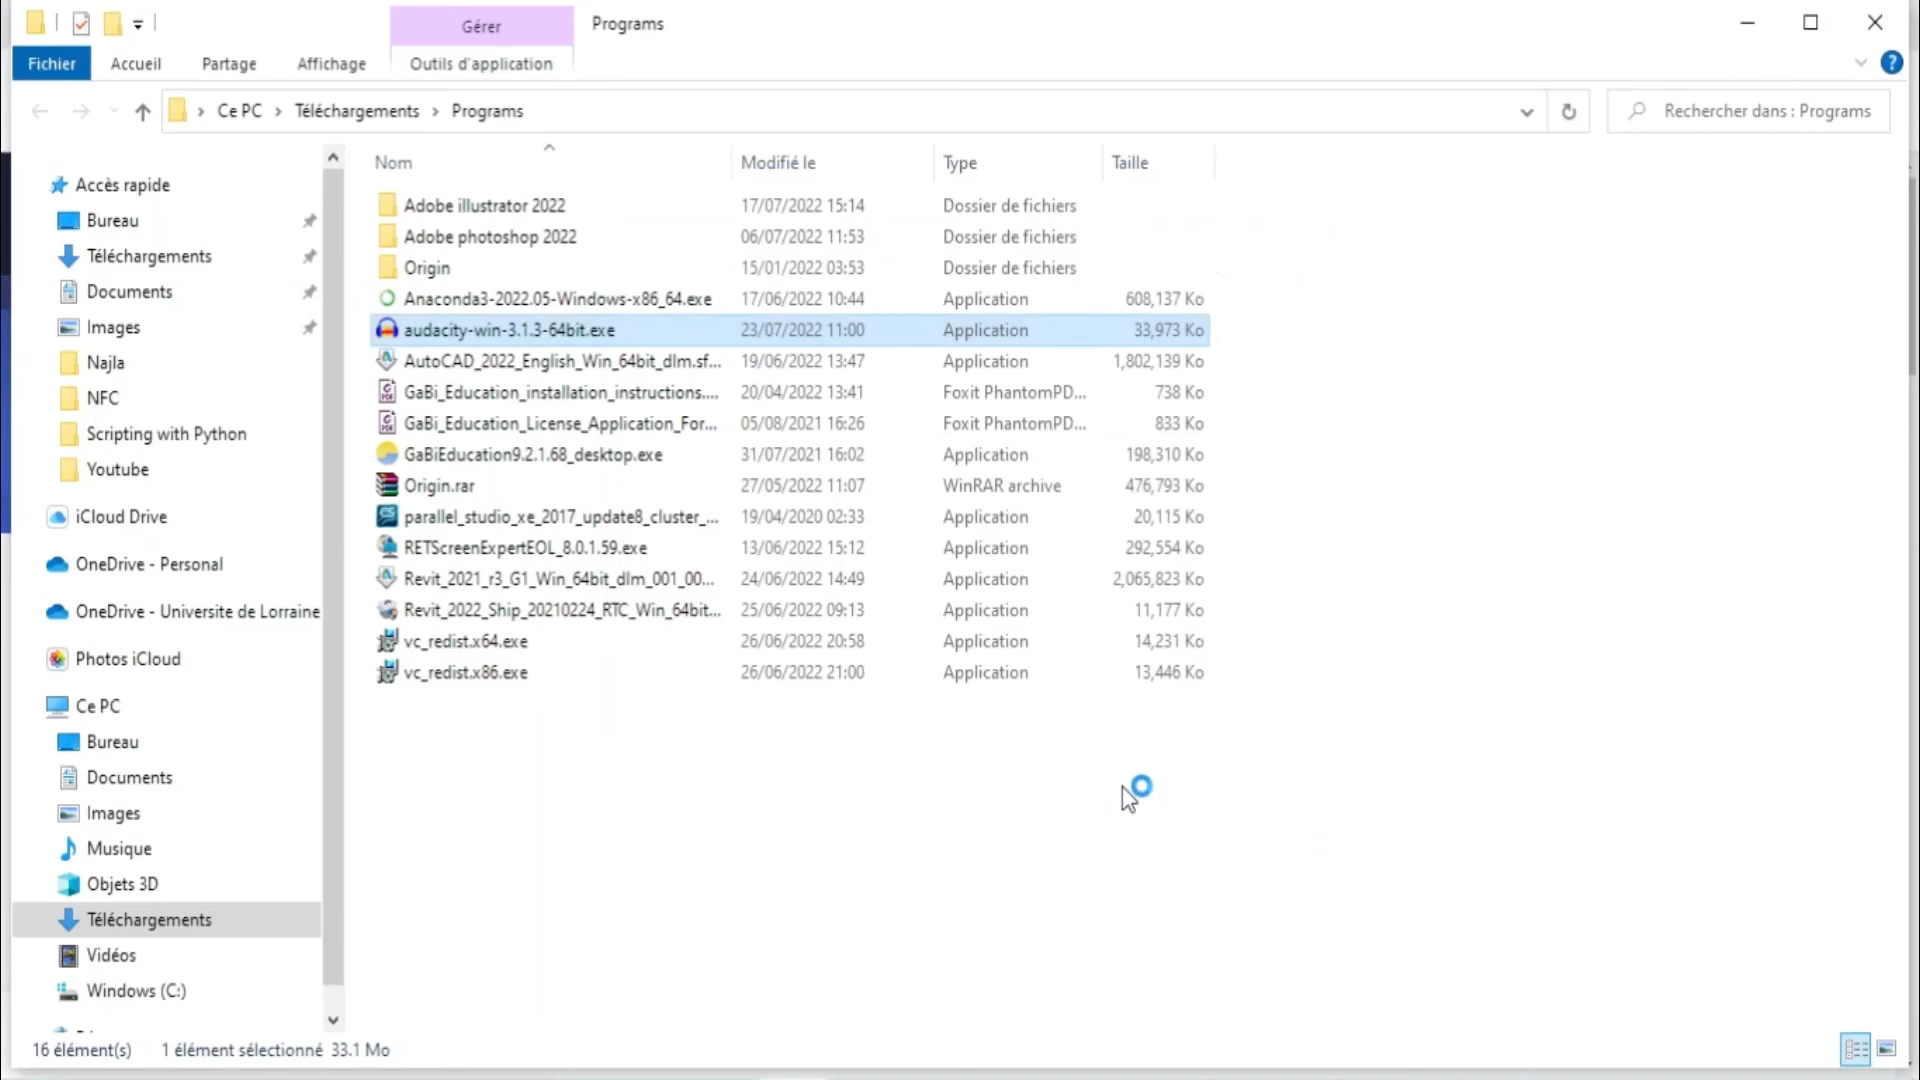 Gérer
Programs
Fichier
Accueil
Partage
Affichage
Outils d'application
Ce PC
Téléchargements
Programs
Rechercher dans : Programs
Accès rapide
Bureau
Téléchargements
Documents
Images
Najla
NFC
Scripting with Python
Youtube
iCloud Drive
OneDrive - Personal
OneDrive - Universite de Lorraine
Photos iCloud
Ce PC
Bureau
Documents
Images
Musique
Objets 3D
Téléchargements
Vidéos
Windows (C:)
Nom Modifié le Type Taille
Adobe illustrator 2022 17/07/2022 15:14 Dossier de fichiers
Adobe photoshop 2022 06/07/2022 11:53 Dossier de fichiers
Origin 15/01/2022 03:53 Dossier de fichiers
Anaconda3-2022.05-Windows-x86_64.exe 17/06/2022 10:44 Application 608,137 Ko
audacity-win-3.1.3-64bit.exe 23/07/2022 11:00 Application 33,973 Ko
AutoCAD_2022_English_Win_64bit_dlm.sf... 19/06/2022 13:47 Application 1,802,139 Ko
GaBi_Education_installation_instructions.... 20/04/2022 13:41 Foxit PhantomPD... 738 Ko
GaBi_Education_License_Application_For... 05/08/2021 16:26 Foxit PhantomPD... 833 Ko
GaBiEducation9.2.1.68_desktop.exe 31/07/2021 16:02 Application 198,310 Ko
Origin.rar 27/05/2022 11:07 WinRAR archive 476,793 Ko
parallel_studio_xe_2017_update8_cluster_... 19/04/2020 02:33 Application 20,115 Ko
RETScreenExpertEOL_8.0.1.59.exe 13/06/2022 15:12 Application 292,554 Ko
Revit_2021_r3_G1_Win_64bit_dlm_001_00... 24/06/2022 14:49 Application 2,065,823 Ko
Revit_2022_Ship_20210224_RTC_Win_64bit... 25/06/2022 09:13 Application 11,177 Ko
vc_redist.x64.exe 26/06/2022 20:58 Application 14,231 Ko
vc_redist.x86.exe 26/06/2022 21:00 Application 13,446 Ko
16 élément(s) 1 élément sélectionné 33.1 Mo